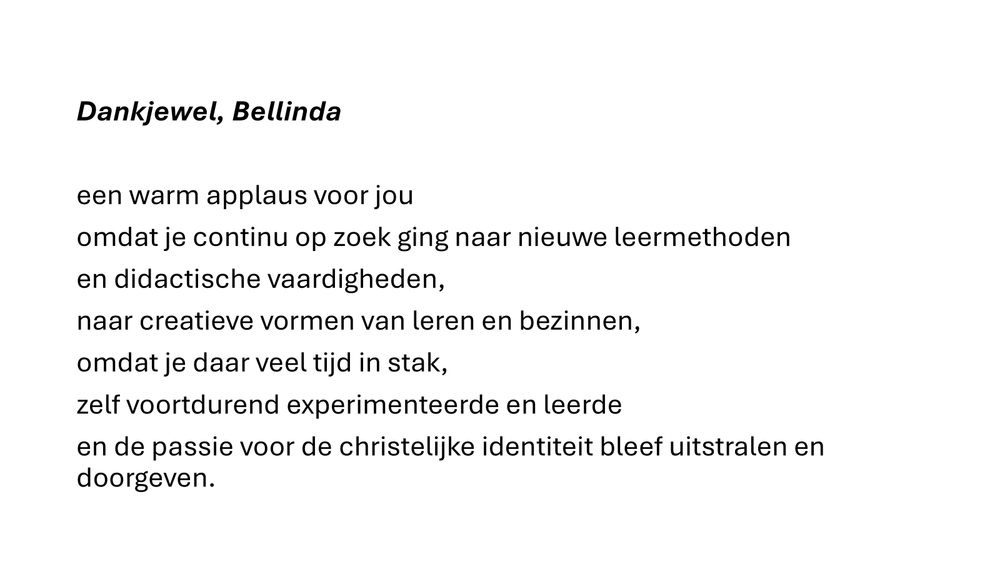 Dankjewel, Bellinda
een warm applaus voor jou
omdat je continu op zoek ging naar nieuwe leermethoden
en didactische vaardigheden,
naar creatieve vormen van leren en bezinnen,
omdat je daar veel tijd in stak,
zelf voortdurend experimenteerde en leerde
en de passie voor de christelijke identiteit bleef uitstralen en
doorgeven.